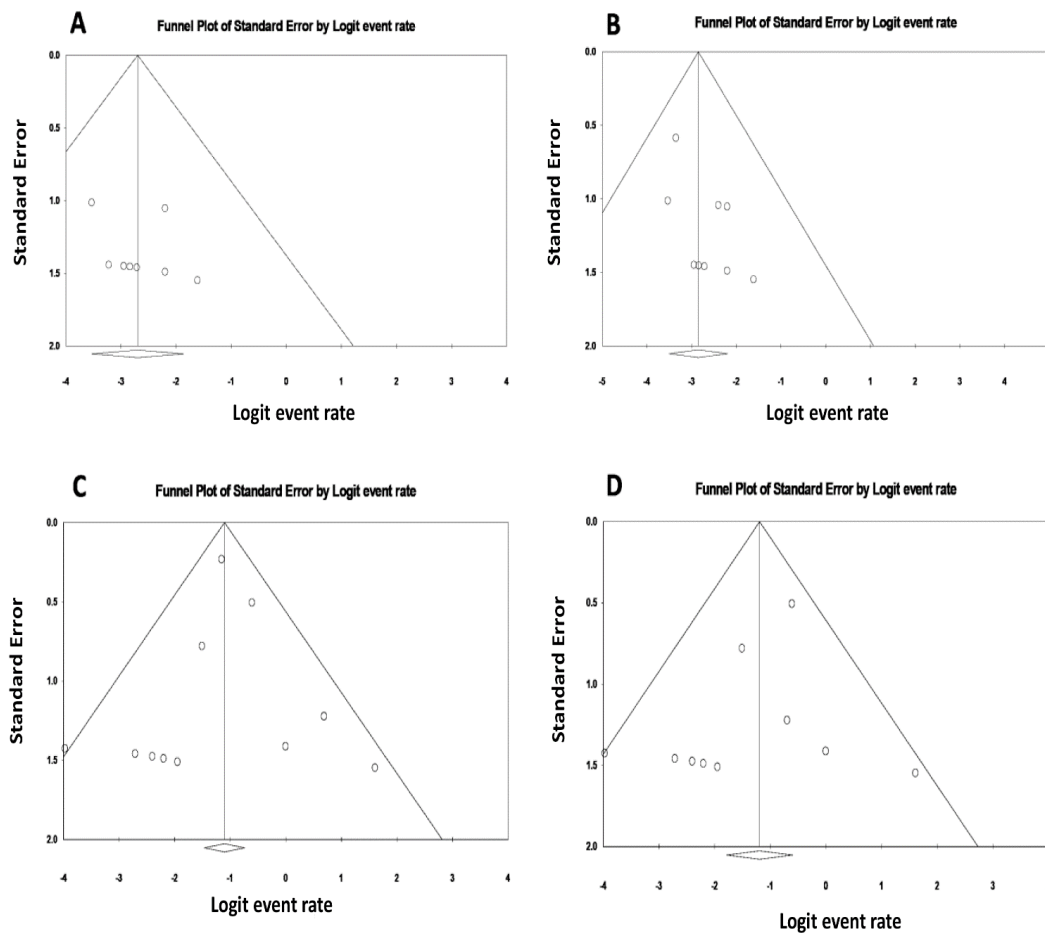 A
Funnel Plot of Standard Error by Logit event rate
Standard Error
0.0
0.5
1.0
1.5
2.0
-4 -3 -2 -1 0 1 2 3 4
Logit event rate
B
Funnel Plot of Standard Error by Logit event rate
Standard Error
0.0
0.5
1.0
1.5
2.0
-5 -4 -3 -2 -1 0 1 2 3 4
Logit event rate
C
Funnel Plot of Standard Error by Logit event rate
Standard Error
0.0
0.5
1.0
1.5
2.0
-4 -3 -2 -1 0 1 2 3 4
Logit event rate
D
Funnel Plot of Standard Error by Logit event rate
Standard Error
0.0
0.5
1.0
1.5
2.0
-4 -3 -2 -1 0 1 2 3
Logit event rate